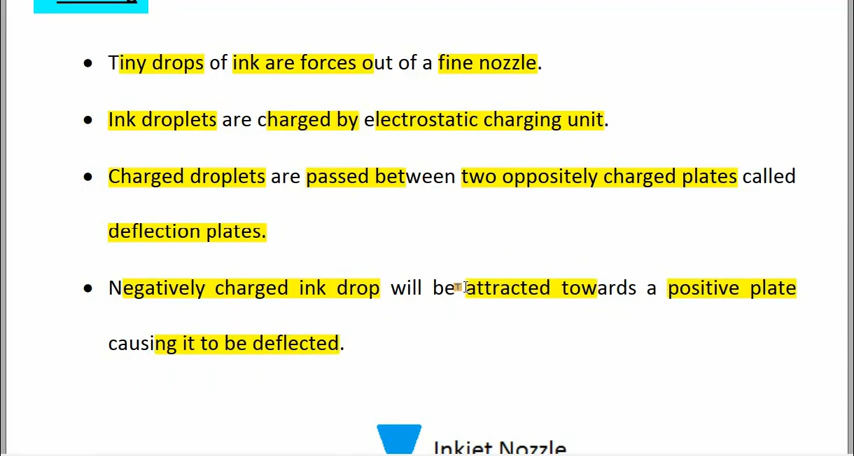 • Tiny drops of ink are forces out of a fine nozzle.
• Ink droplets are charged by electrostatic charging unit.
• Charged droplets are passed between two oppositely charged plates called
deflection plates.
• Negatively charged ink drop will be attracted towards a positive plate
causing it to be deflected.
Inkjet Nozzle